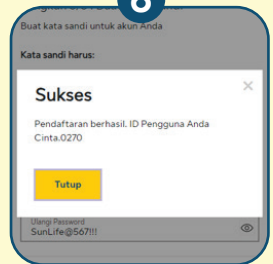 6
Buat kata sandi untuk akun Anda
Kata sandi harus:
Sukses
×
Pendaftaran berhasil. ID Pengguna Anda
Cinta.0270
Tutup
Ulangi Password
SunLife@567!!!